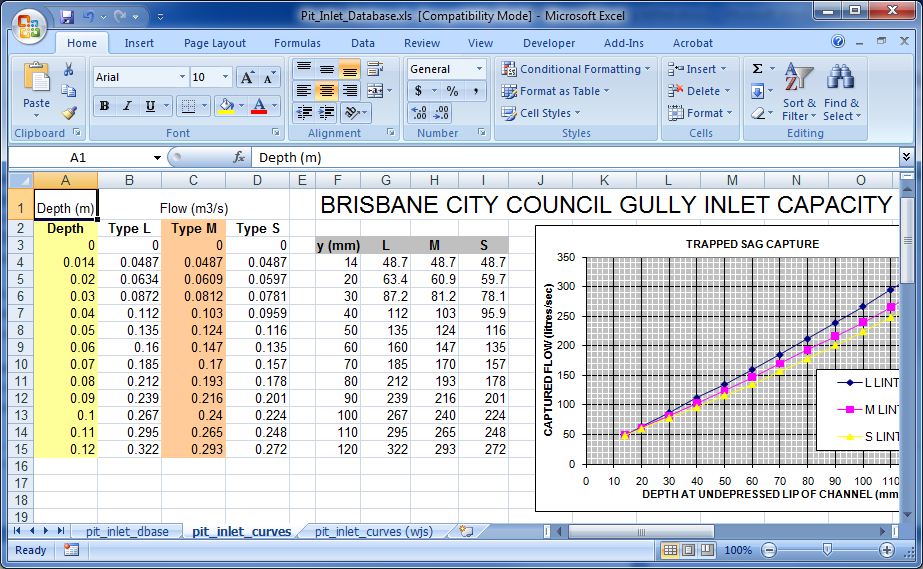 Pit_Inlet_Database.xls [Compatibility Mode] - Microsoft Excel
Home Insert Page Layout Formulas Data Review View Developer Add-Ins Acrobat
Paste
Arial 10
B I U
General
$ % ,
Conditional Formatting
Format as Table
Cell Styles
Insert
Delete
Format
Σ
Sort & Filter
Find & Select
Clipboard Font Alignment Number Styles Cells Editing
A1 fx Depth (m)
A B C D E F G H I J K L M N O
1 Depth (m) Flow (m3/s) BRISBANE CITY COUNCIL GULLY INLET CAPACITY
2 Depth Type L Type M Type S
3 0 0 0 0 y (mm) L M S
4 0.014 0.0487 0.0487 0.0487 14 48.7 48.7 48.7
5 0.02 0.0634 0.0609 0.0597 20 63.4 60.9 59.7
6 0.03 0.0872 0.0812 0.0781 30 87.2 81.2 78.1
7 0.04 0.112 0.103 0.0959 40 112 103 95.9
8 0.05 0.135 0.124 0.116 50 135 124 116
9 0.06 0.16 0.147 0.135 60 160 147 135
10 0.07 0.185 0.17 0.157 70 185 170 157
11 0.08 0.212 0.193 0.178 80 212 193 178
12 0.09 0.239 0.216 0.201 90 239 216 201
13 0.1 0.267 0.24 0.224 100 267 240 224
14 0.11 0.295 0.265 0.248 110 295 265 248
15 0.12 0.322 0.293 0.272 120 322 293 272
16
17
18
19
TRAPPED SAG CAPTURE
CAPTURED FLOW (litres/sec)
350
300
250
200
150
100
50
0
L LINT
M LINT
S LINT
0 10 20 30 40 50 60 70 80 90 100 110
DEPTH AT UNDEPRESSED LIP OF CHANNEL (mm
pit_inlet_dbase pit_inlet_curves pit_inlet_curves (wjs)
Ready 100%